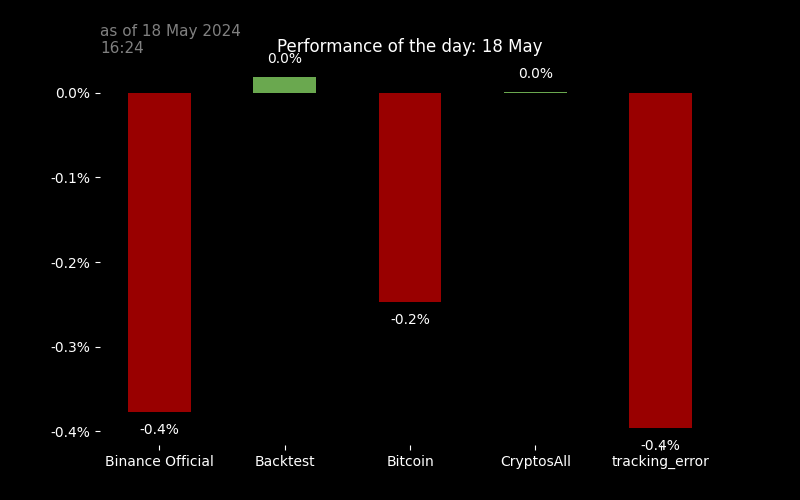 as of 18 May 2024
16:24
Performance of the day: 18 May
0.0%
0.0%
0.0%
-0.1%
-0.2%
-0.3%
-0.4%
-0.2%
-0.4%
-0.4%
Binance Official
Backtest
Bitcoin
CryptosAll
tracking_error